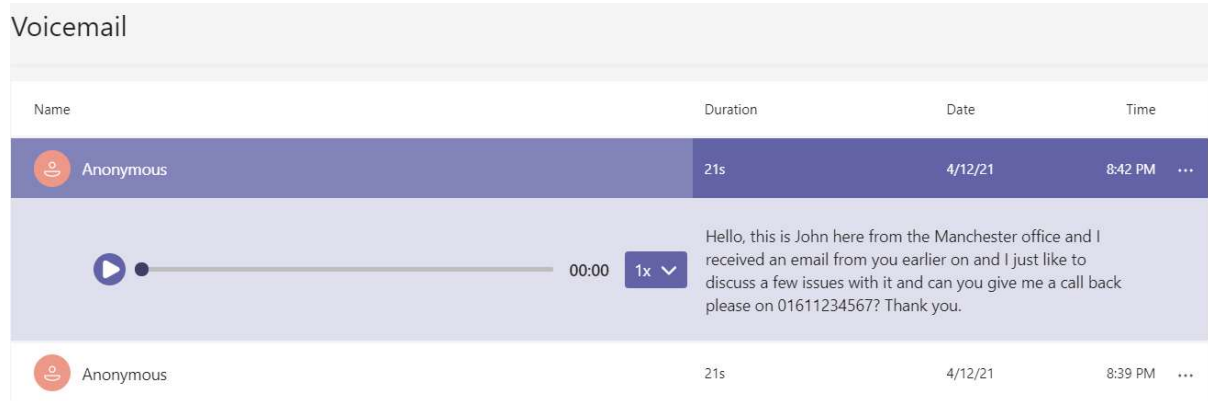 Voicemail
Name Duration Date Time
Anonymous 21s 4/12/21 8:42 PM ...
Hello, this is John here from the Manchester office and I
received an email from you earlier on and I just like to
00:00 1x
discuss a few issues with it and can you give me a call back
please on 01611234567? Thank you.
Anonymous 21s 4/12/21 8:39 PM ...